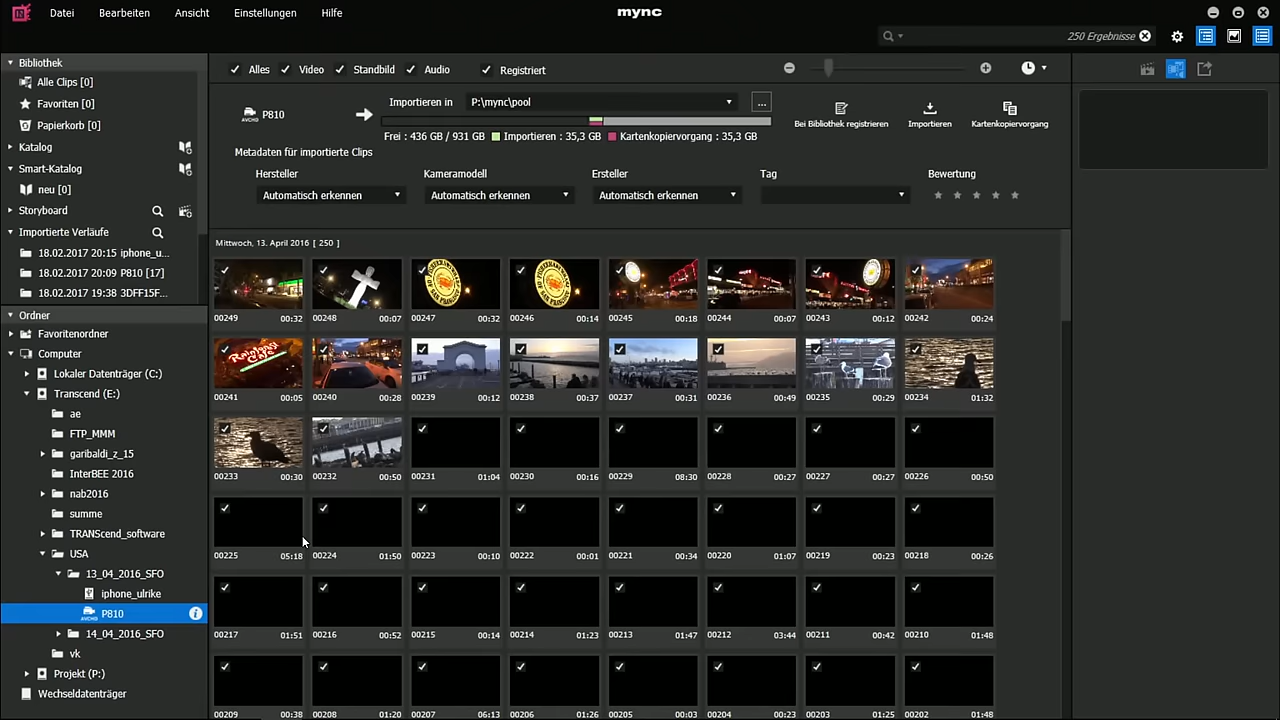 Datei Bearbeiten Ansicht Einstellungen Hilfe mync
250 Ergebnisse
Bibliothek
Alle Clips [0]
Favoriten [0]
Papierkorb [0]
Katalog
Smart-Katalog
neu [0]
Storyboard
Importierte Verläufe
18.02.2017 20:15 iphone_u...
18.02.2017 20:09 P810 [17]
18.02.2017 19:38 3DFF15F...
Ordner
Favoritenordner
Computer
Lokaler Datenträger (C:)
Transcend (E:)
ae
FTP_MMM
garibaldi_z_15
InterBEE 2016
nab2016
summe
TRANScend_software
USA
13_04_2016_SFO
iphone_ulrike
AVCHD P810
14_04_2016_SFO
vk
Projekt (P:)
Wechseldatenträger
Alles Video Standbild Audio Registriert
AVCHD P810 Importieren in P:\mync\pool ...
Frei : 436 GB / 931 GB Importieren : 35,3 GB Kartenkopiervorgang : 35,3 GB
Bei Bibliothek registrieren Importieren Kartenkopiervorgang
Metadaten für importierte Clips
Hersteller Kameramodell Ersteller Tag Bewertung
Automatisch erkennen Automatisch erkennen Automatisch erkennen
Mittwoch, 13. April 2016 [ 250 ]
00249 00:32 00248 00:07 00247 00:32 00246 00:14 00245 00:18 00244 00:07 00243 00:12 00242 00:24
Rainforest Cafe
00241 00:05 00240 00:28 00239 00:12 00238 00:37 00237 00:31 00236 00:49 00235 00:29 00234 01:32
00233 00:30 00232 00:50 00231 01:04 00230 00:16 00229 08:30 00228 00:27 00227 00:27 00226 00:50
00225 05:18 00224 01:50 00223 00:10 00222 00:01 00221 00:34 00220 01:07 00219 00:23 00218 00:26
00217 01:51 00216 00:52 00215 00:14 00214 01:23 00213 01:47 00212 03:44 00211 00:42 00210 01:48
00209 00:38 00208 01:20 00207 06:13 00206 01:26 00205 00:03 00204 00:13 00203 01:25 00202 01:48